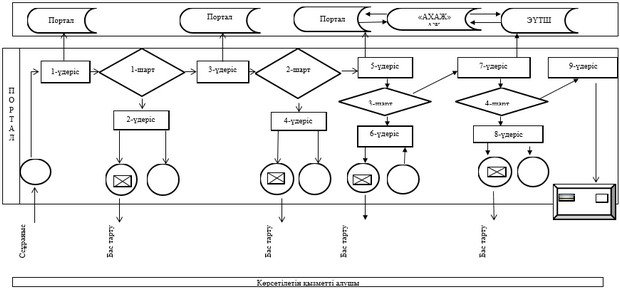 Портал
Портал
Портал
«АХАЖ»
ЭҮТШ
ПОРТАЛ
1-үдеріс
1-шарт
3-үдеріс
2-шарт
5-үдеріс
7-үдеріс
9-үдеріс
3-шарт
4-шарт
2-үдеріс
4-үдеріс
6-үдеріс
8-үдеріс
Бас тарту
Бас тарту
Бас тарту
Бас тарту
Көрсетілетін қызметті алушы